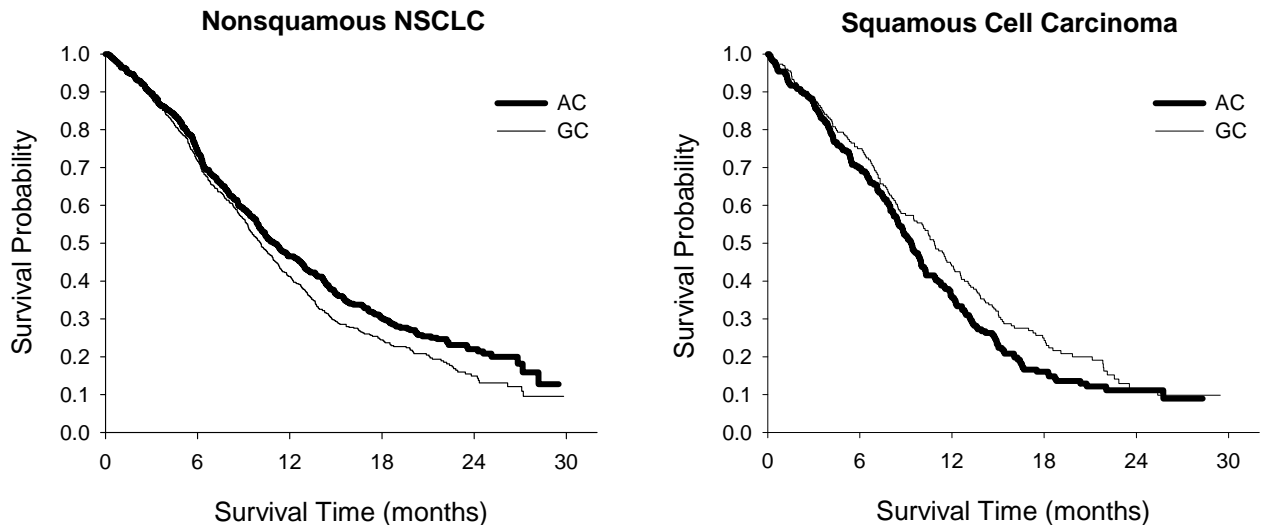 Nonsquamous NSCLC
1.0
0.9
0.8
0.7
0.6
0.5
0.4
0.3
0.2
0.1
0.0
Survival Probability
AC
GC
0 6 12 18 24 30
Survival Time (months)
Squamous Cell Carcinoma
1.0
0.9
0.8
0.7
0.6
0.5
0.4
0.3
0.2
0.1
0.0
Survival Probability
AC
GC
0 6 12 18 24 30
Survival Time (months)